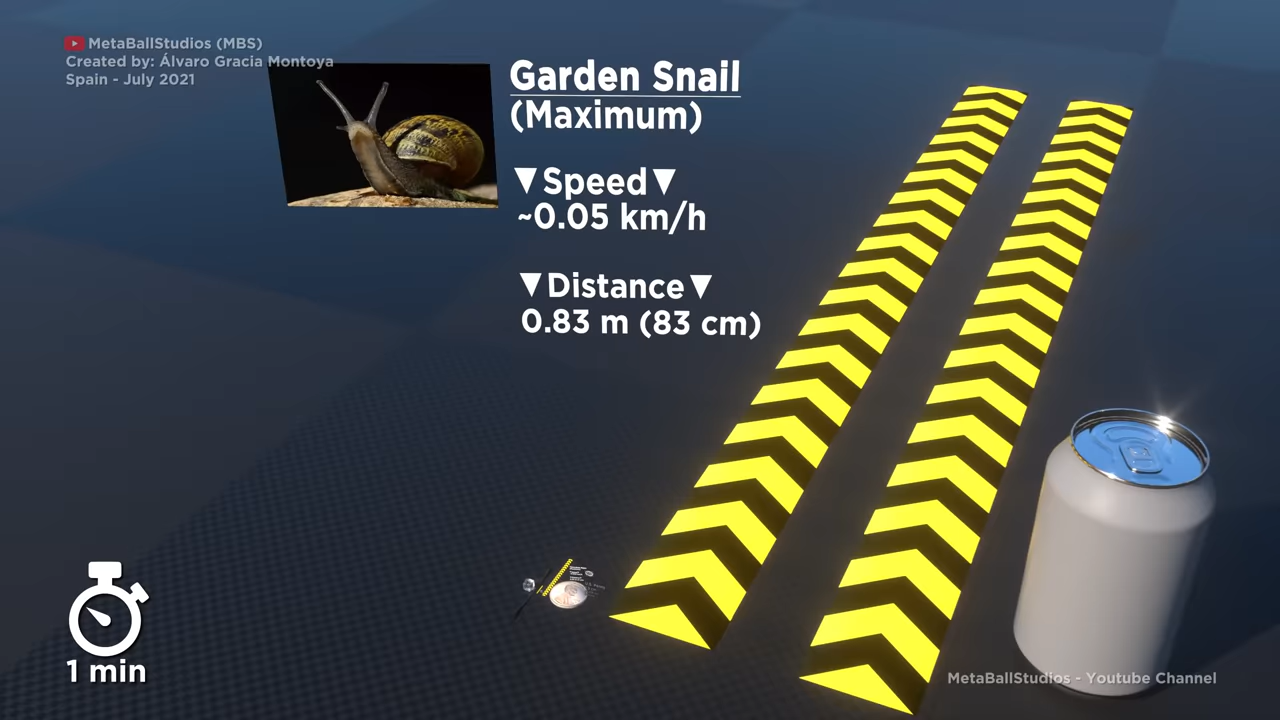 MetaBallStudios (MBS)
Created by: Álvaro Gracia Montoya
Spain - July 2021
Garden Snail
(Maximum)
▼Speed▼
~0.05 km/h
▼Distance▼
0.83 m (83 cm)
1 min
MetaBallStudios - Youtube Channel